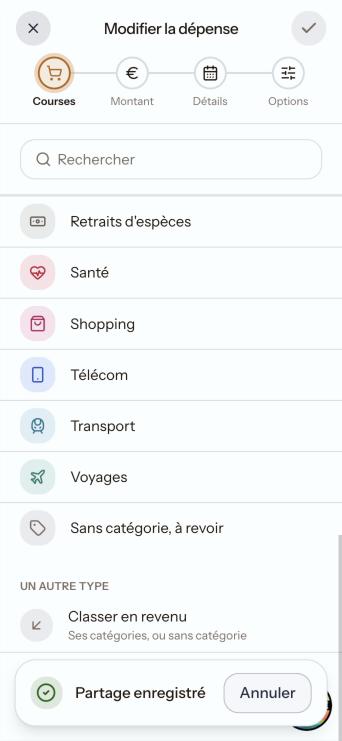 Modifier la dépense
€
Courses
Montant
Détails
Options
Rechercher
Retraits d'espèces
Santé
Shopping
Télécom
Transport
Voyages
Sans catégorie, à revoir
UN AUTRE TYPE
Classer en revenu
Ses catégories, ou sans catégorie
Partage enregistré
Annuler